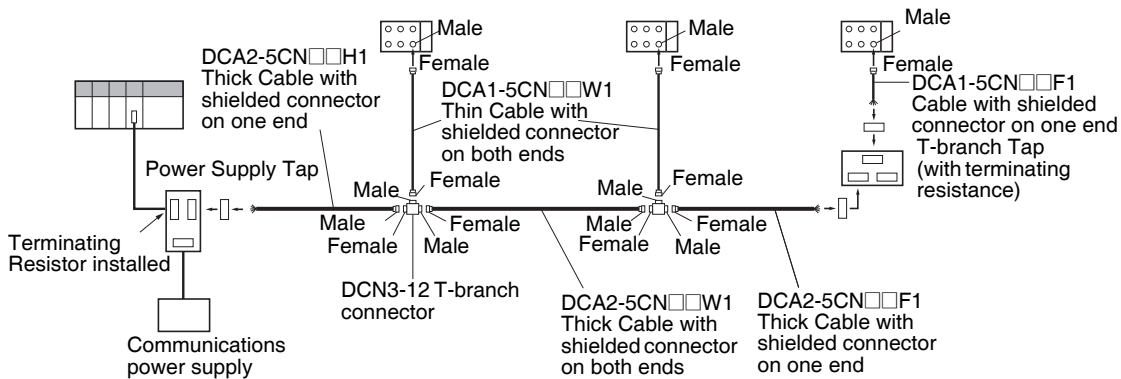 Male
Male
Male
DCA2-5CN□□H1
Thick Cable with
shielded connector
on one end
Female
Female
Female
DCA1-5CN□□W1
Thin Cable with
shielded connector
on both ends
DCA1-5CN□□F1
Cable with shielded
connector on one end
T-branch Tap
(with terminating
resistance)
Power Supply Tap
Male
Female
Male
Female
Male
Female
Female
Male
Male
Female
Female
Male
Terminating
Resistor installed
DCN3-12 T-branch
connector
DCA2-5CN□□W1
Thick Cable with
shielded connector
on both ends
DCA2-5CN□□F1
Thick Cable with
shielded connector
on one end
Communications
power supply